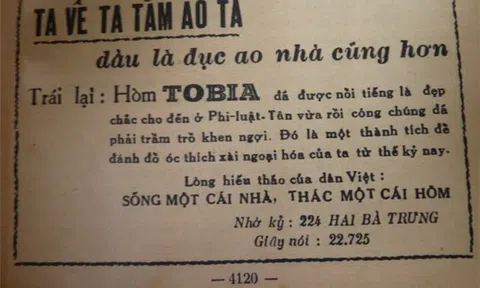 TA VỀ TA TẮM AO TA
dàu là đục ao nhà cũng hơn
Trái lại : Hòm TOBIA đã được nồi tiếng là đẹp
chắc cho đến ở Phi-luật-Tân vừa rồi công chúng đã
phải trầm trồ khen ngợi. Đó là một thành tích đề
đánh đồ óc thích xài ngoại hóa của ta từ thế kỷ nay.
Lòng hiếu thảo của dân Việt :
SỐNG MỘT CÁI NHÀ, THÁC MỘT CÁI HÒM
Nhớ kỹ : 224 HAI BÀ TRƯNG
Giây nói : 22.725
— 4120 —